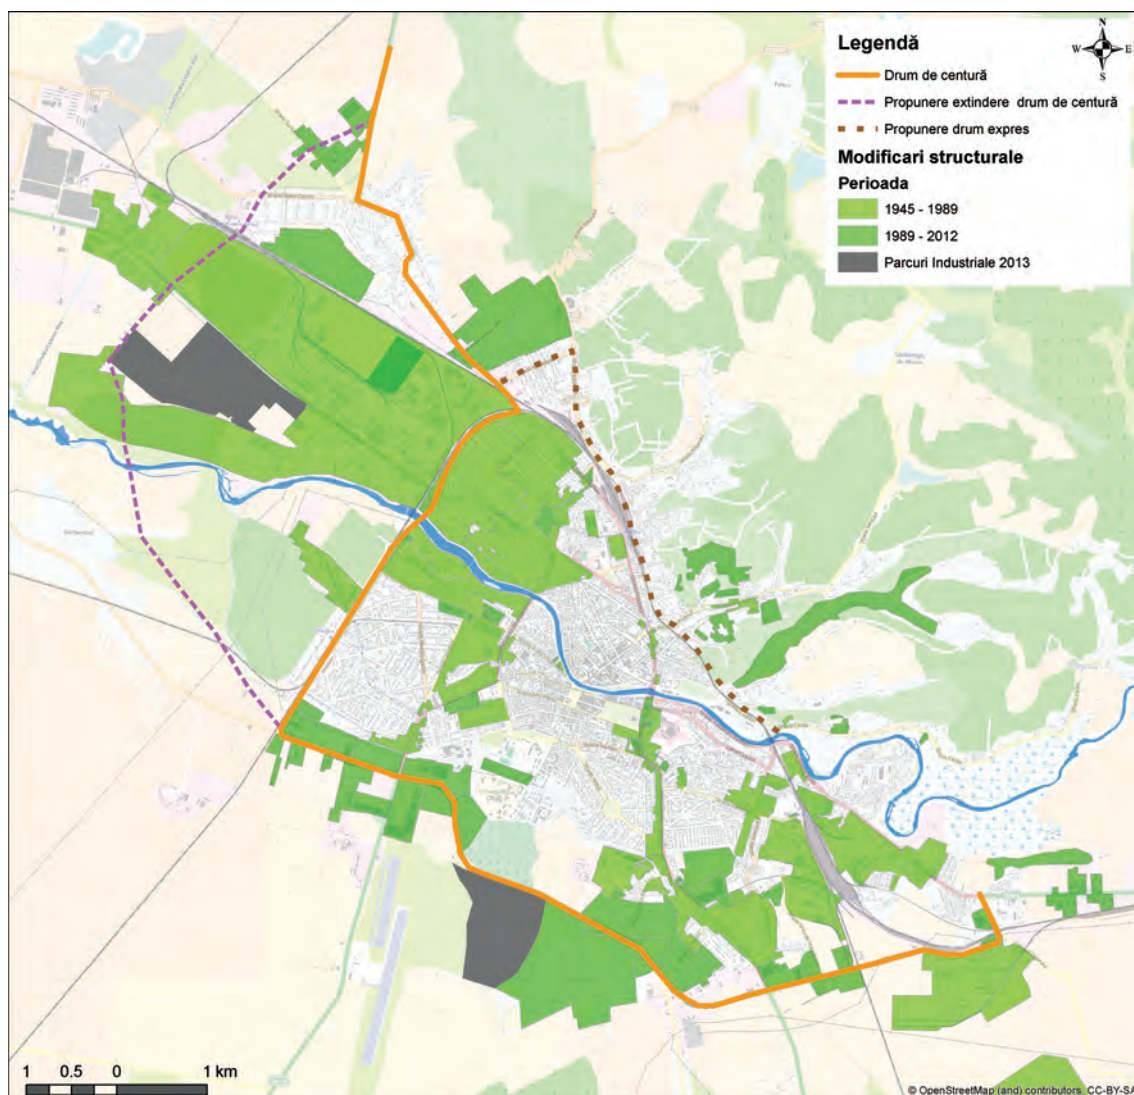 Legendă
N
W E
S
Drum de centură
Propunere extindere drum de centură
Propunere drum expres
Modificari structurale
Perioada
1945 - 1989
1989 - 2012
Parcuri Industriale 2013
1 0.5 0 1 km
© OpenStreetMap (and) contributors, CC-BY-SA